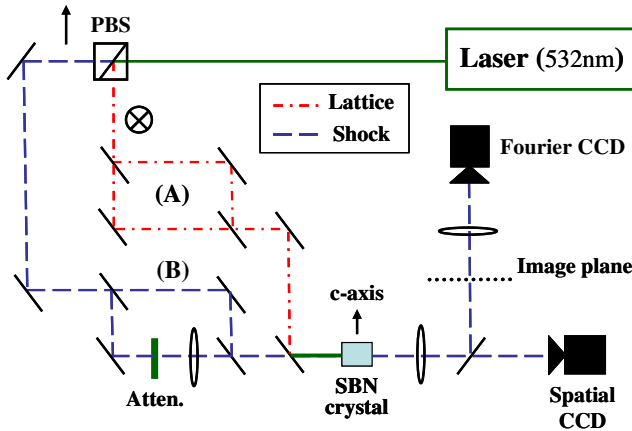 PBS
Laser (532nm)
Lattice
Shock
Fourier CCD
(A)
(B)
Image plane
c-axis
Atten.
SBN
crystal
Spatial
CCD